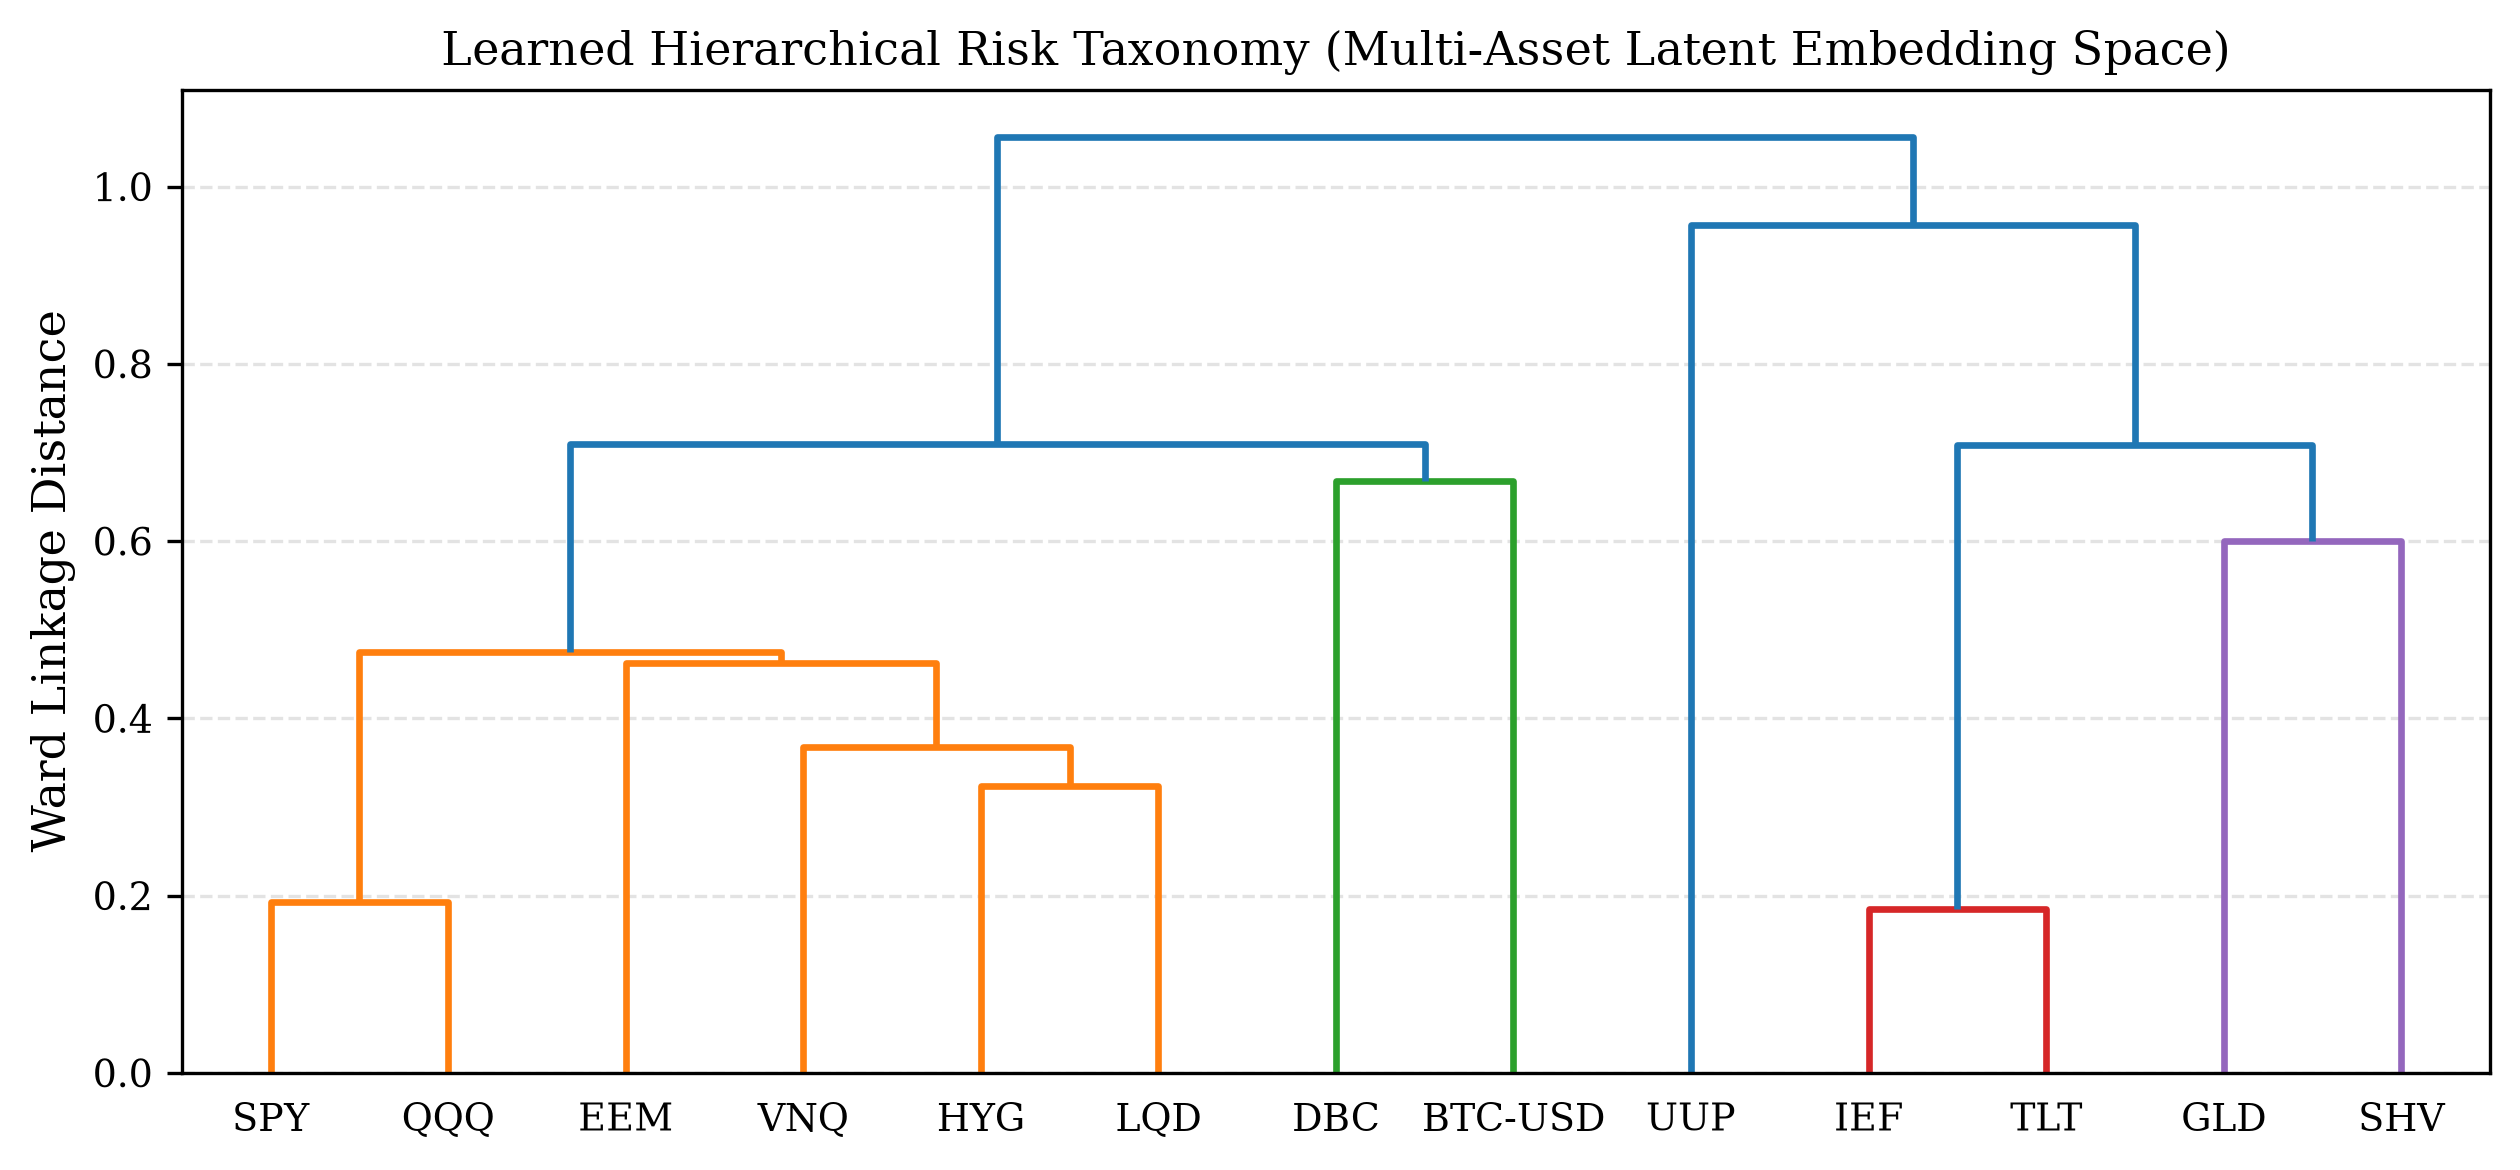 Learned Hierarchical Risk Taxonomy (Multi-Asset Latent Embedding Space)
Ward Linkage Distance
1.0
0.8
0.6
0.4
0.2
0.0
SPY QQQ EEM VNQ HYG LQD DBC BTC-USD UUP IEF TLT GLD SHV